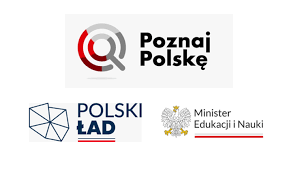 Poznaj
Polskę
POLSKI
ŁAD
Minister
Edukacji i Nauki